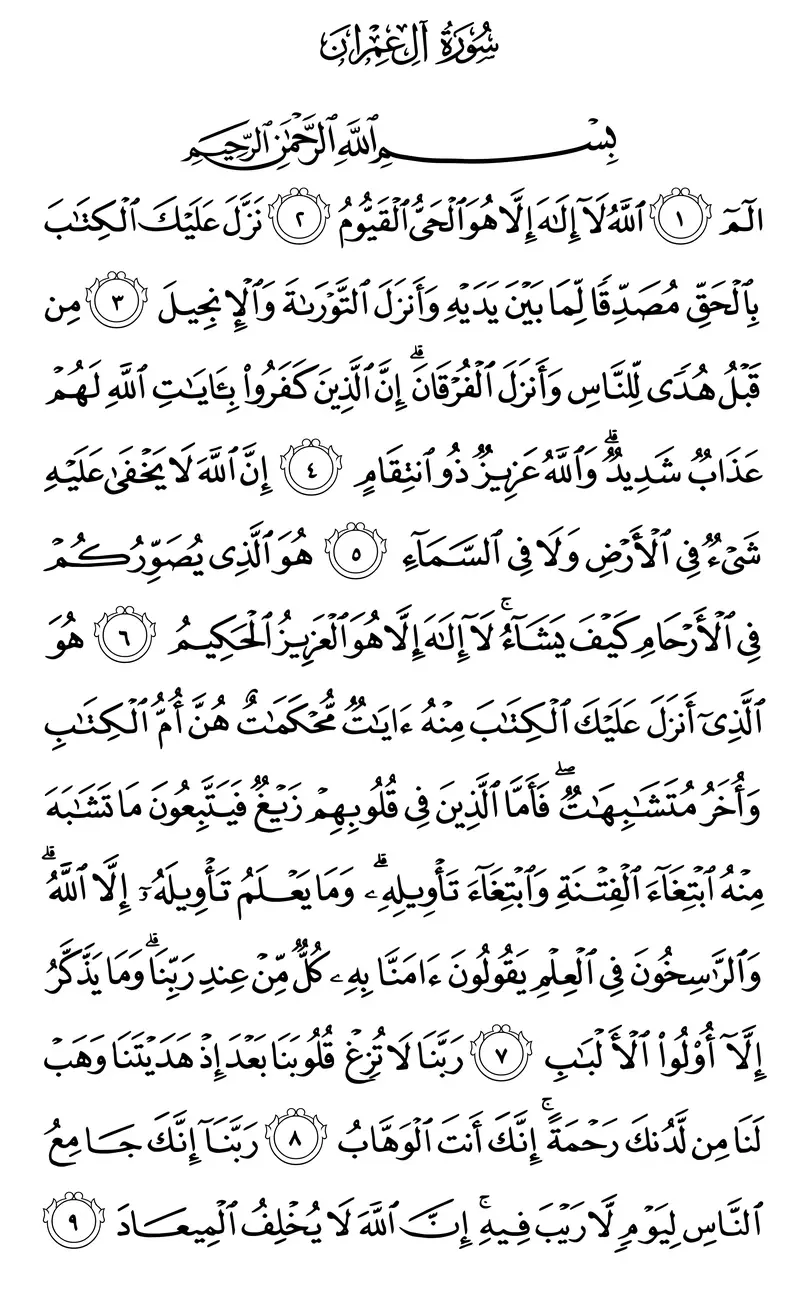 سُورَةُ آلِ عِمْرَانَ
بِسْمِ ٱللَّهِ ٱلرَّحْمَٰنِ ٱلرَّحِيمِ
الٓمٓ ١ ٱللَّهُ لَآ إِلَٰهَ إِلَّا هُوَ ٱلْحَىُّ ٱلْقَيُّومُ ٢ نَزَّلَ عَلَيْكَ ٱلْكِتَٰبَ
بِٱلْحَقِّ مُصَدِّقًا لِّمَا بَيْنَ يَدَيْهِ وَأَنزَلَ ٱلتَّوْرَىٰةَ وَٱلْإِنجِيلَ ٣ مِن
قَبْلُ هُدًى لِّلنَّاسِ وَأَنزَلَ ٱلْفُرْقَانَ ۗ إِنَّ ٱلَّذِينَ كَفَرُوا۟ بِـَٔايَٰتِ ٱللَّهِ لَهُمْ
عَذَابٌ شَدِيدٌ ۗ وَٱللَّهُ عَزِيزٌ ذُو ٱنتِقَامٍ ٤ إِنَّ ٱللَّهَ لَا يَخْفَىٰ عَلَيْهِ
شَىْءٌ فِى ٱلْأَرْضِ وَلَا فِى ٱلسَّمَآءِ ٥ هُوَ ٱلَّذِى يُصَوِّرُكُمْ
فِى ٱلْأَرْحَامِ كَيْفَ يَشَآءُ ۚ لَآ إِلَٰهَ إِلَّا هُوَ ٱلْعَزِيزُ ٱلْحَكِيمُ ٦ هُوَ
ٱلَّذِىٓ أَنزَلَ عَلَيْكَ ٱلْكِتَٰبَ مِنْهُ ءَايَٰتٌ مُّحْكَمَٰتٌ هُنَّ أُمُّ ٱلْكِتَٰبِ
وَأُخَرُ مُتَشَٰبِهَٰتٌ ۖ فَأَمَّا ٱلَّذِينَ فِى قُلُوبِهِمْ زَيْغٌ فَيَتَّبِعُونَ مَا تَشَٰبَهَ
مِنْهُ ٱبْتِغَآءَ ٱلْفِتْنَةِ وَٱبْتِغَآءَ تَأْوِيلِهِۦ ۗ وَمَا يَعْلَمُ تَأْوِيلَهُۥٓ إِلَّا ٱللَّهُ ۗ
وَٱلرَّٰسِخُونَ فِى ٱلْعِلْمِ يَقُولُونَ ءَامَنَّا بِهِۦ كُلٌّ مِّنْ عِندِ رَبِّنَا ۗ وَمَا يَذَّكَّرُ
إِلَّآ أُو۟لُوا۟ ٱلْأَلْبَٰبِ ٧ رَبَّنَا لَا تُزِغْ قُلُوبَنَا بَعْدَ إِذْ هَدَيْتَنَا وَهَبْ
لَنَا مِن لَّدُنكَ رَحْمَةً ۚ إِنَّكَ أَنتَ ٱلْوَهَّابُ ٨ رَبَّنَآ إِنَّكَ جَامِعُ
ٱلنَّاسِ لِيَوْمٍ لَّا رَيْبَ فِيهِ ۚ إِنَّ ٱللَّهَ لَا يُخْلِفُ ٱلْمِيعَادَ ٩